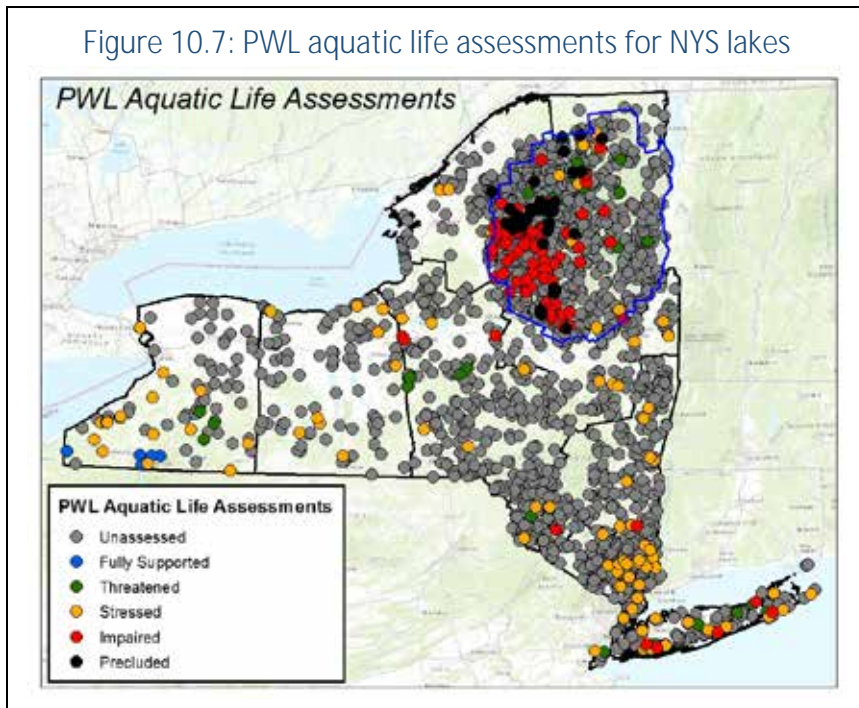 Figure 10.7: PWL aquatic life assessments for NYS lakes
PWL Aquatic Life Assessments
PWL Aquatic Life Assessments
Unassessed
Fully Supported
Threatened
Stressed
Impaired
Precluded